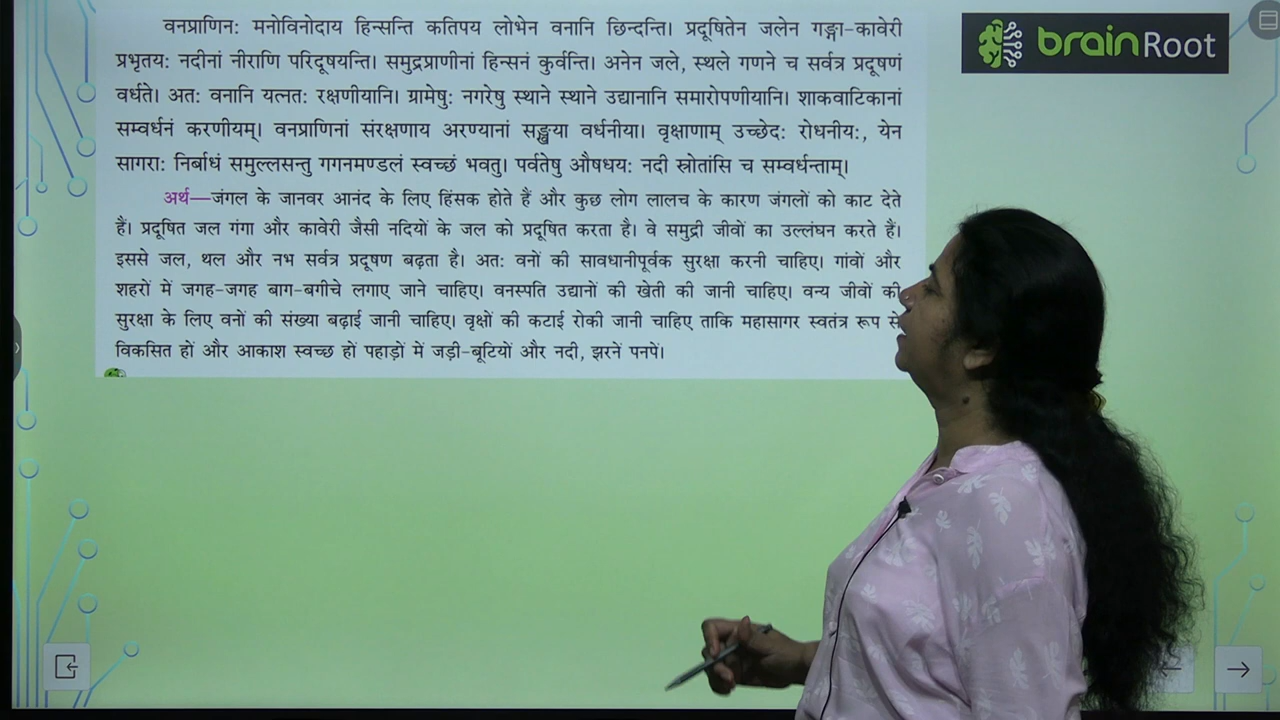 वनप्राणिन: मनोविनोदाय हिन्सन्ति कतिपय लोभेन वनानि छिन्दन्ति। प्रदूषितेन जलेन गङ्गा-कावेरी
प्रभृतय: नदीनां नीराणि परिदूषयन्ति। समुद्रप्राणीनां हिन्सनं कुर्वन्ति। अनेन जले, स्थले गगने च सर्वत्र प्रदूषणं
वर्धते। अत: वनानि यत्नत: रक्षणीयानि। ग्रामेषु: नगरेषु स्थाने स्थाने उद्यानानि समारोपणीयानि। शाकवाटिकानां
सम्वर्धनं करणीयम्। वनप्राणिनां संरक्षणाय अरण्यानां सङ्ख्या वर्धनीया। वृक्षाणाम् उच्छेद: रोधनीय:, येन
सागरा: निर्बाधं समुल्लसन्तु गगनमण्डलं स्वच्छं भवतु। पर्वतेषु औषधय: नदी स्त्रोतांसि च सम्वर्धन्ताम्।
अर्थ—जंगल के जानवर आनंद के लिए हिंसक होते हैं और कुछ लोग लालच के कारण जंगलों को काट देते
हैं। प्रदूषित जल गंगा और कावेरी जैसी नदियों के जल को प्रदूषित करता है। वे समुद्री जीवों का उल्लंघन करते हैं।
इससे जल, थल और नभ सर्वत्र प्रदूषण बढ़ता है। अत: वनों की सावधानीपूर्वक सुरक्षा करनी चाहिए। गांवों और
शहरों में जगह-जगह बाग-बगीचे लगाए जाने चाहिए। वनस्पति उद्यानों की खेती की जानी चाहिए। वन्य जीवों की
सुरक्षा के लिए वनों की संख्या बढ़ाई जानी चाहिए। वृक्षों की कटाई रोकी जानी चाहिए ताकि महासागर स्वतंत्र रूप से
विकसित हों और आकाश स्वच्छ हो पहाड़ों में जड़ी-बूटियों और नदी, झरनें पनपें।
brainRoot